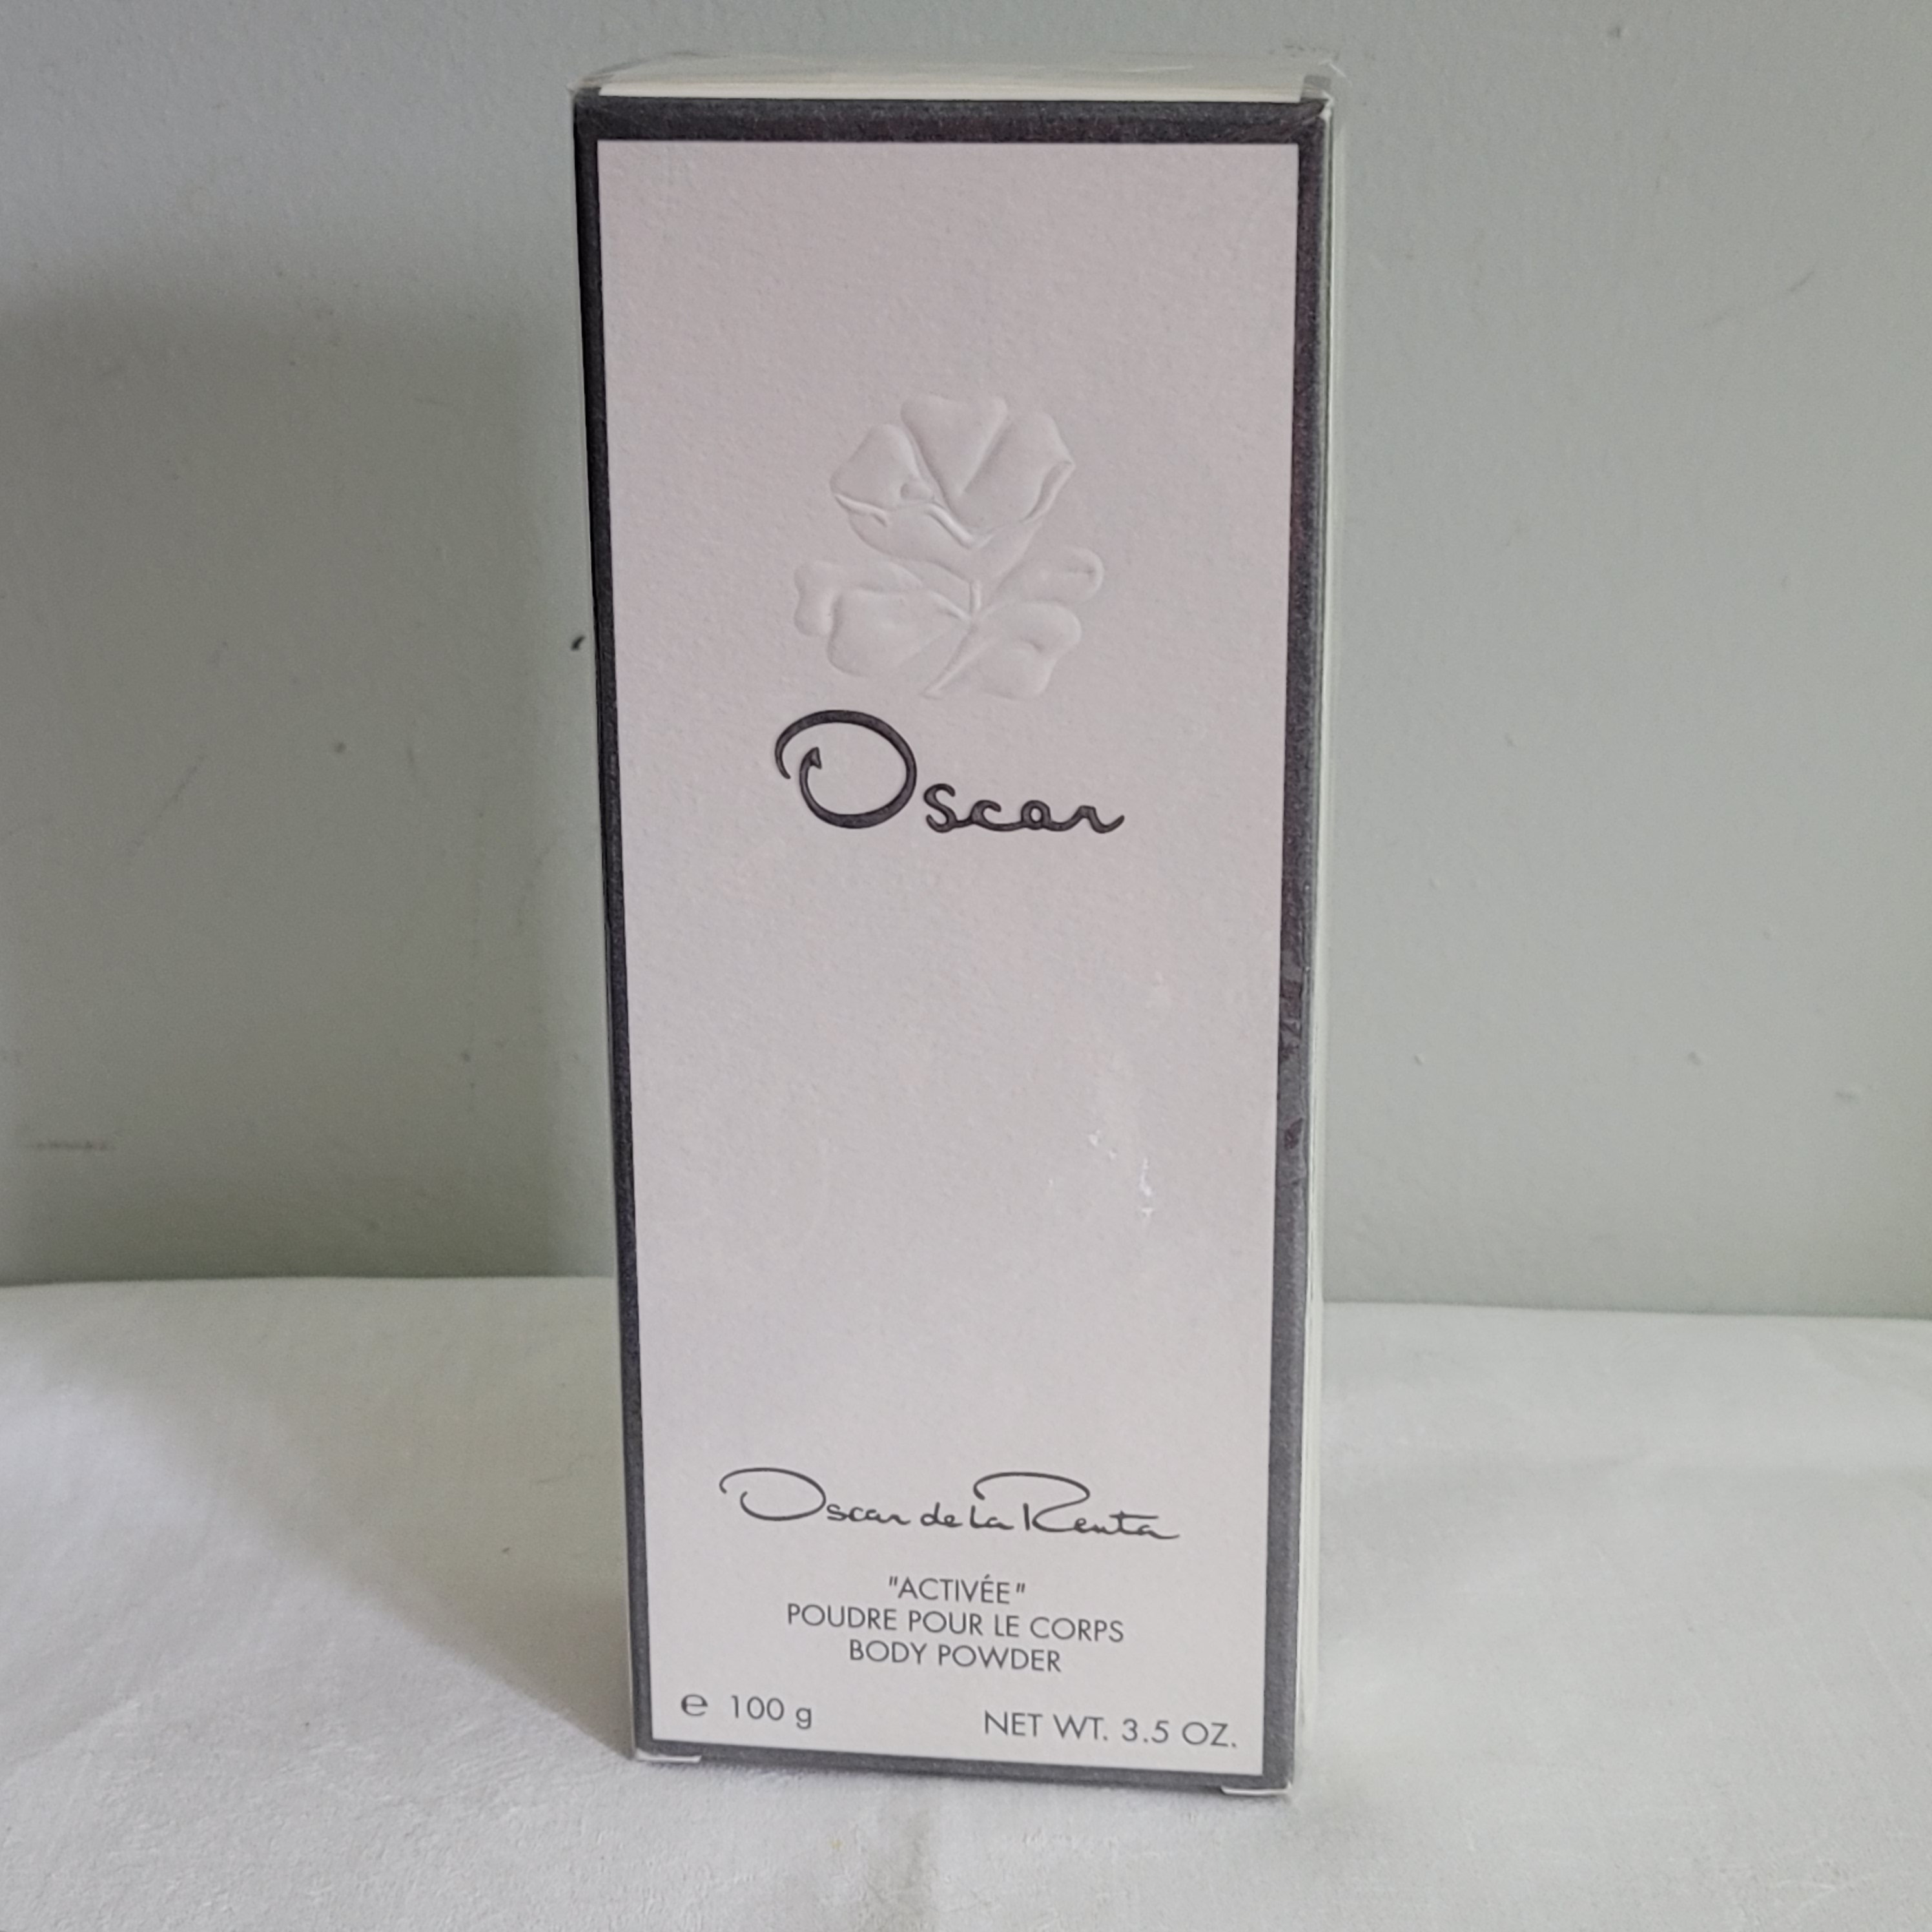 Oscar
Oscar de la Renta
"ACTIVÉE"
POUDRE POUR LE CORPS
BODY POWDER
℮ 100 g NET WT. 3.5 OZ.